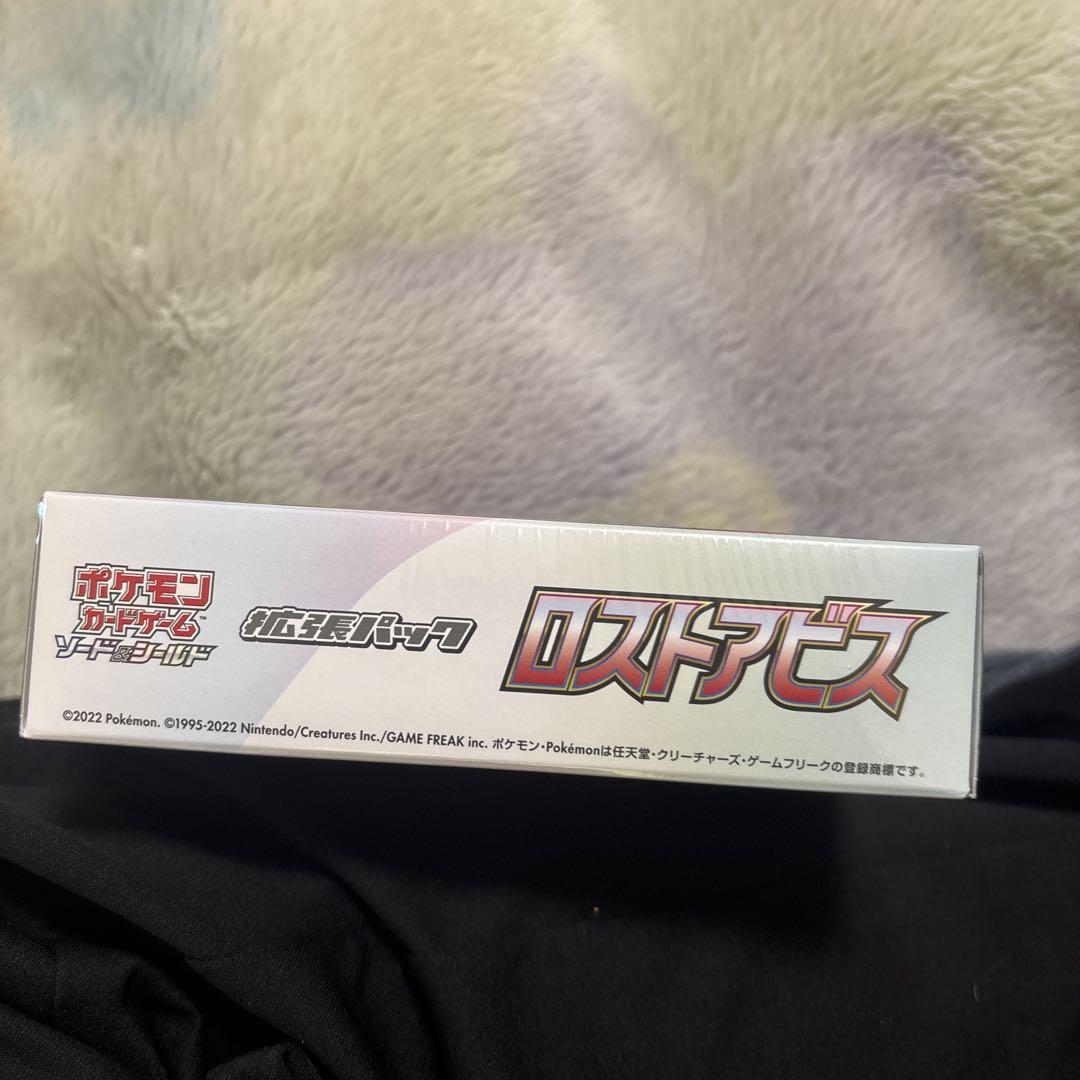 ポケモン
カードゲーム™
ソード&シールド
拡張パック
ロストアビス
©2022 Pokémon. ©1995-2022 Nintendo/Creatures Inc./GAME FREAK inc. ポケモン・Pokémonは任天堂・クリーチャーズ・ゲームフリークの登録商標です。